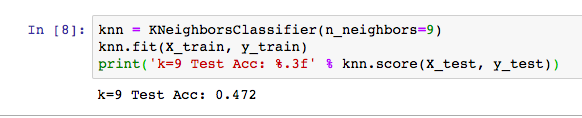 In [8]: knn = KNeighborsClassifier(n_neighbors=9)
knn.fit(X_train, y_train)
print('k=9 Test Acc: %.3f' % knn.score(X_test, y_test))
k=9 Test Acc: 0.472